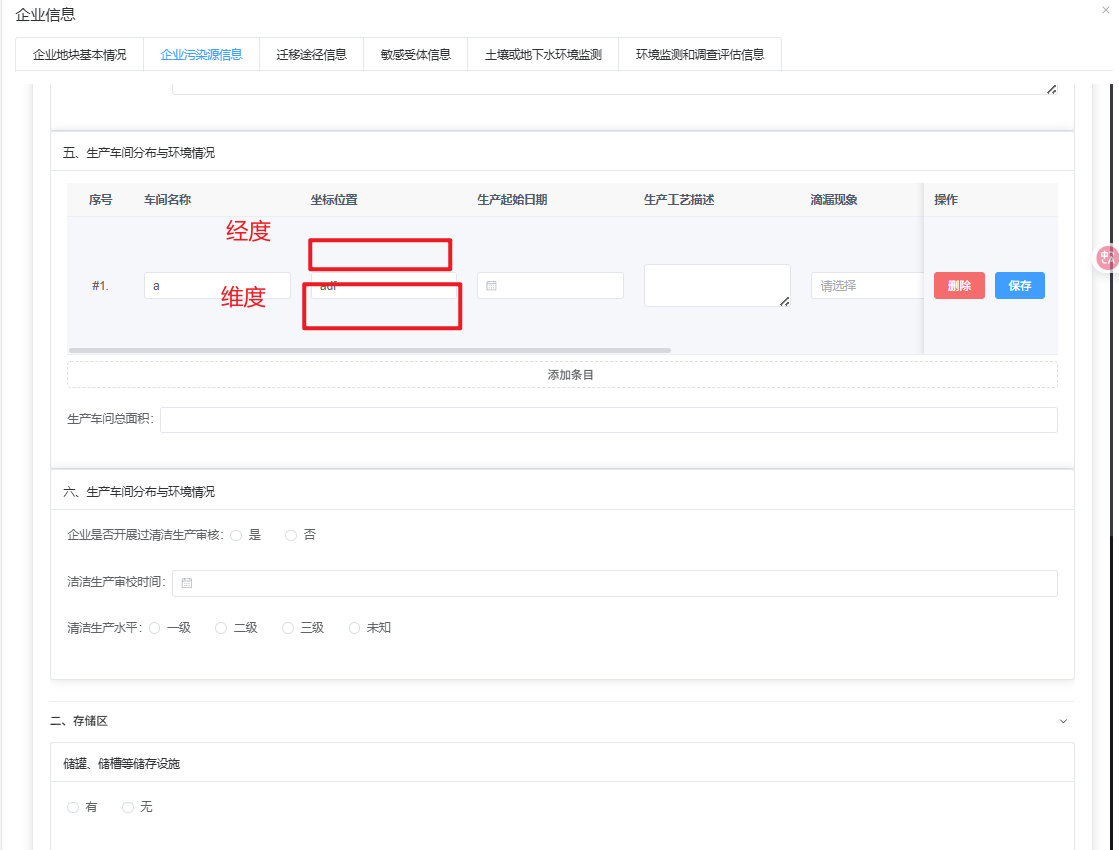 企业信息
企业地块基本情况 企业污染源信息 迁移途径信息 敏感受体信息 土壤或地下水环境监测 环境监测和调查评估信息
五、生产车间分布与环境情况
序号 车间名称 坐标位置 生产起始日期 生产工艺描述 滴漏现象 操作
经度
#1. a adf 请选择 删除 保存
维度
添加条目
生产车问总面积:
六、生产车间分布与环境情况
企业是否开展过清洁生产审核: 是 否
洁洁生产审校时间:
清洁生产水平: 一级 二级 三级 未知
二、存储区
储罐、储槽等储存设施
有 无